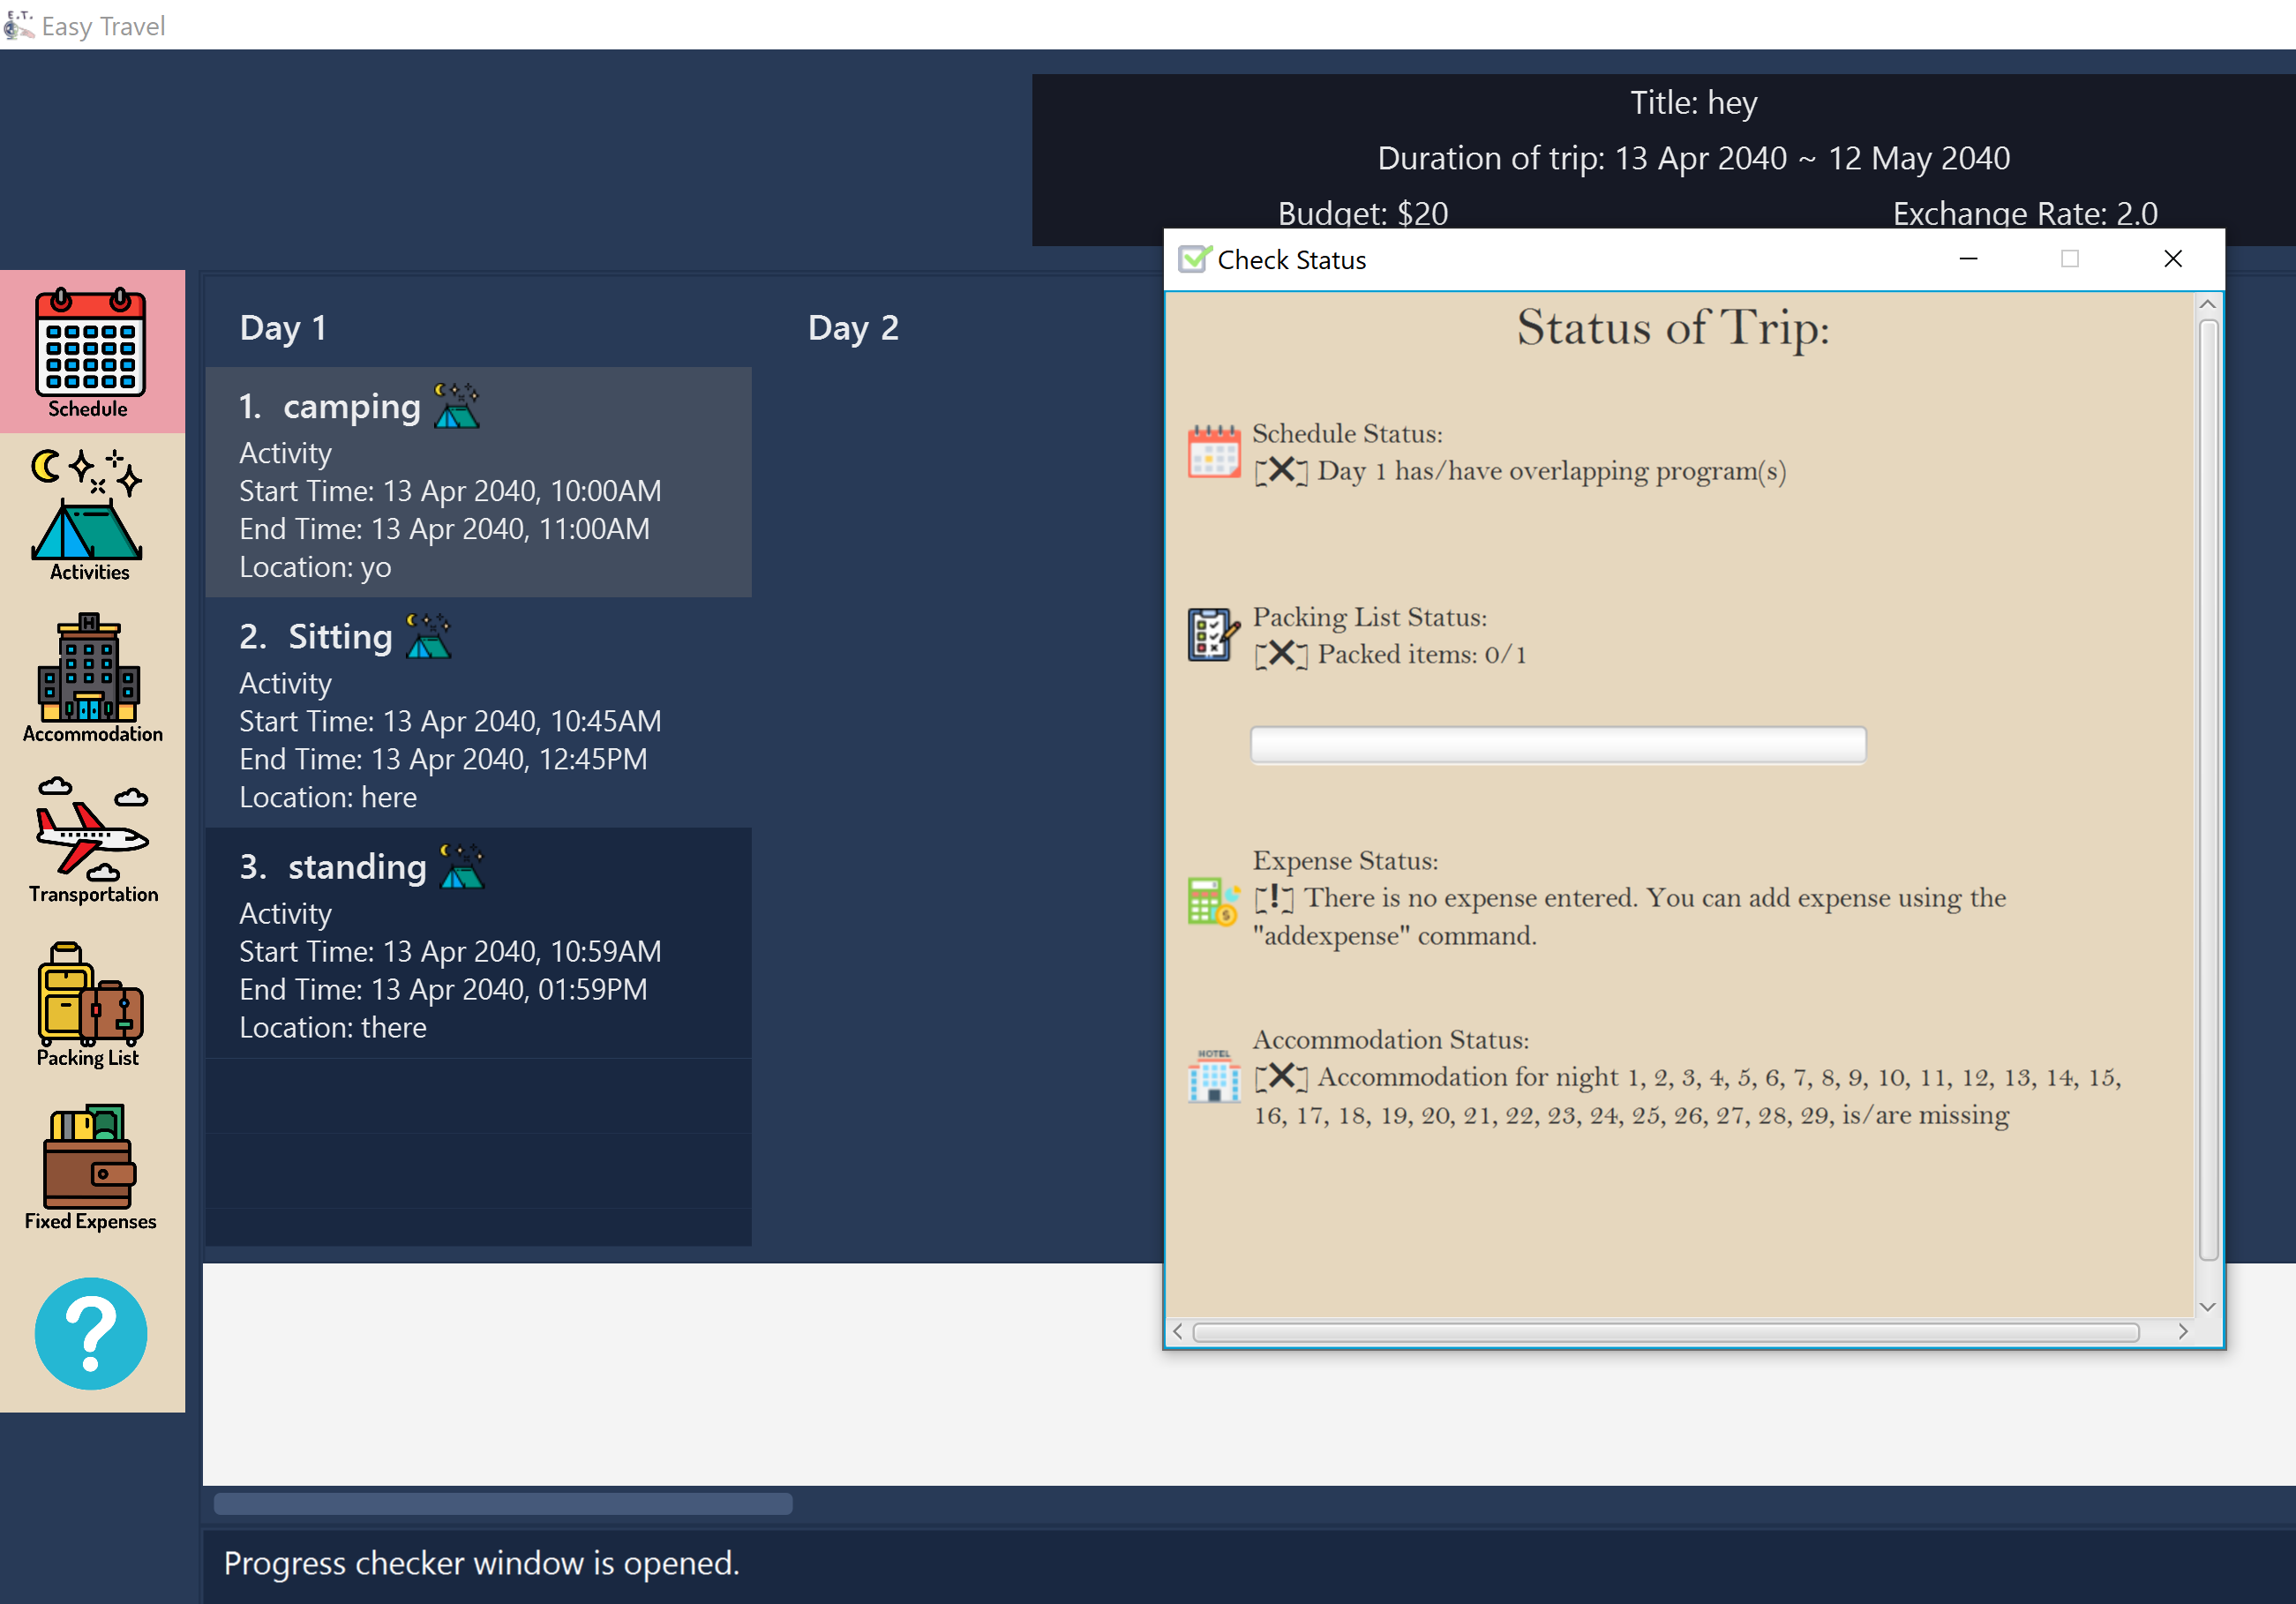 E.T.
Easy Travel
Title: hey
Duration of trip: 13 Apr 2040 ~ 12 May 2040
Budget: $20
Exchange Rate: 2.0
Schedule
Activities
H
Accommodation
Transportation
Packing List
Fixed Expenses
?
Day 1
Day 2
1. camping
Activity
Start Time: 13 Apr 2040, 10:00AM
End Time: 13 Apr 2040, 11:00AM
Location: yo
2. Sitting
Activity
Start Time: 13 Apr 2040, 10:45AM
End Time: 13 Apr 2040, 12:45PM
Location: here
3. standing
Activity
Start Time: 13 Apr 2040, 10:59AM
End Time: 13 Apr 2040, 01:59PM
Location: there
Check Status
Status of Trip:
Schedule Status:
[❌] Day 1 has/have overlapping program(s)
Packing List Status:
[❌] Packed items: 0/1
Expense Status:
[!] There is no expense entered. You can add expense using the
"addexpense" command.
HOTEL
Accommodation Status:
[❌] Accommodation for night 1, 2, 3, 4, 5, 6, 7, 8, 9, 10, 11, 12, 13, 14, 15,
16, 17, 18, 19, 20, 21, 22, 23, 24, 25, 26, 27, 28, 29, is/are missing
Progress checker window is opened.